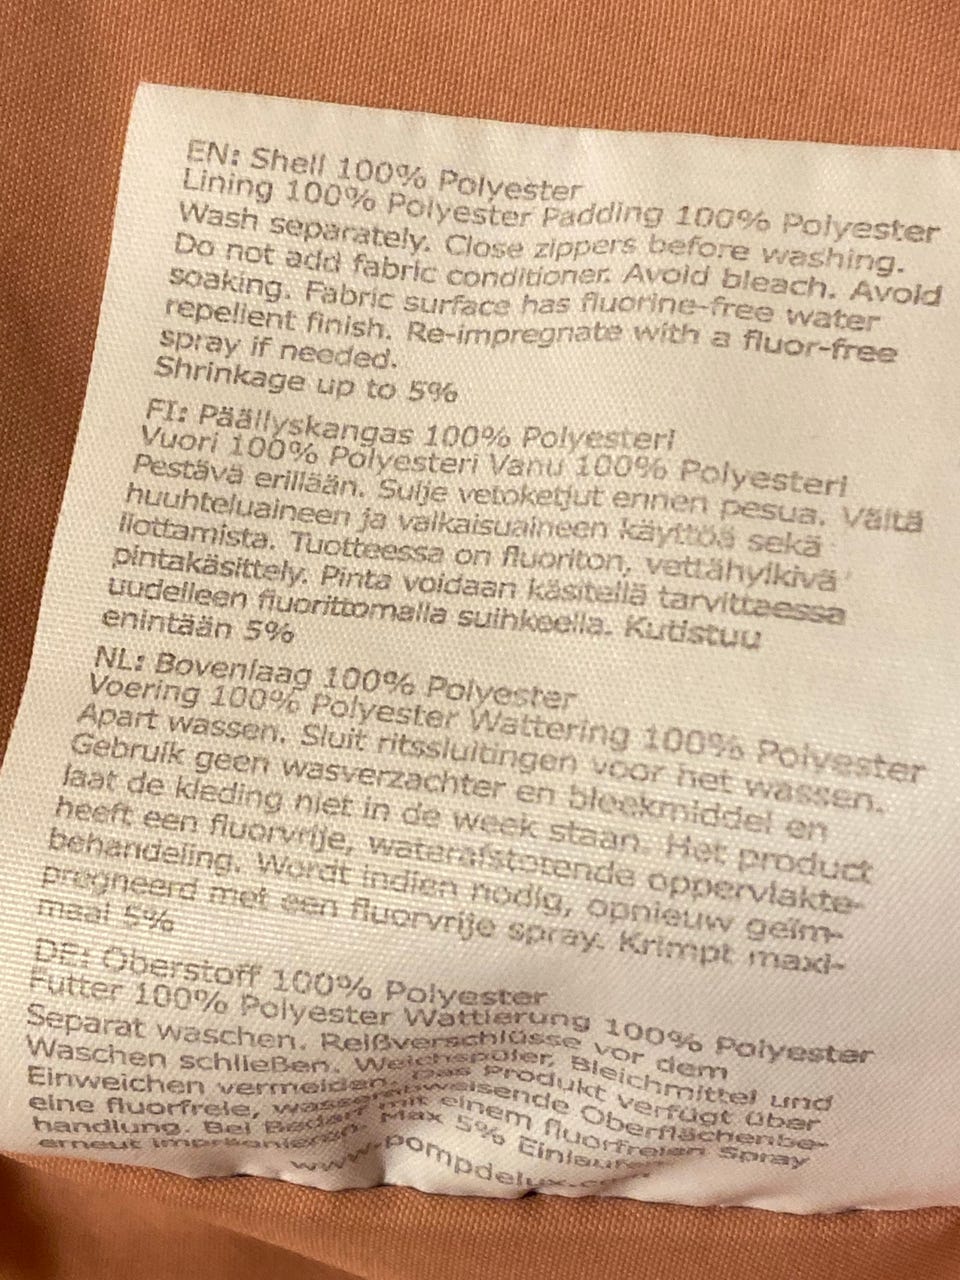 EN: Shell 100% Polyester
Lining 100% Polyester Padding 100% Polyester
Wash separately. Close zippers before washing.
Do not add fabric conditioner. Avoid bleach. Avoid
soaking. Fabric surface has fluorine-free water
repellent finish. Re-impregnate with a fluor-free
spray if needed.
Shrinkage up to 5%
FI: Päällyskangas 100% Polyesteri
Vuori 100% Polyesteri Vanu 100% Polyesteri
Pestävä erillään. Sulje vetoketjut ennen pesua. Vältä
huuhteluaineen ja valkaisuaineen käyttöä sekä
liottamista. Tuotteessa on fluoriton, vettähylkivä
pintakäsittely. Pinta voidaan käsitellä tarvittaessa
uudelleen fluorittomalla suihkeella. Kutistuu
enintään 5%
NL: Bovenlaag 100% Polyester
Voering 100% Polyester Wattering 100% Polyester
Apart wassen. Sluit ritssluitingen voor het wassen.
Gebruik geen wasverzachter en bleekmiddel en
laat de kleding niet in de week staan. Het product
heeft een fluorvrije, waterafstotende oppervlakte-
behandeling. Wordt indien nodig, opnieuw geïm-
pregneerd met een fluorvrije spray. Krimpt maxi-
maal 5%
DE: Oberstoff 100% Polyester
Futter 100% Polyester Wattierung 100% Polyester
Separat waschen. Reißverschlüsse vor dem
Waschen schließen. Weichspüler, Bleichmittel und
Einweichen vermeiden. Das Produkt verfügt über
eine fluorfreie, wasserabweisende Oberflächenbe-
handlung. Bei Bedarf mit einem fluorfreien Spray
erneut imprägnieren. Max 5% Einlaufen